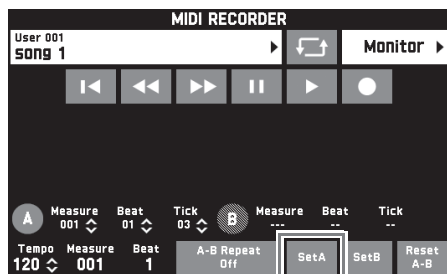 MIDI RECORDER
User 001
song 1
Monitor
A Measure Beat Tick B Measure Beat Tick
001 01 03 --- -- --
Tempo Measure Beat A-B Repeat SetA SetB Reset
120 001 1 Off A-B